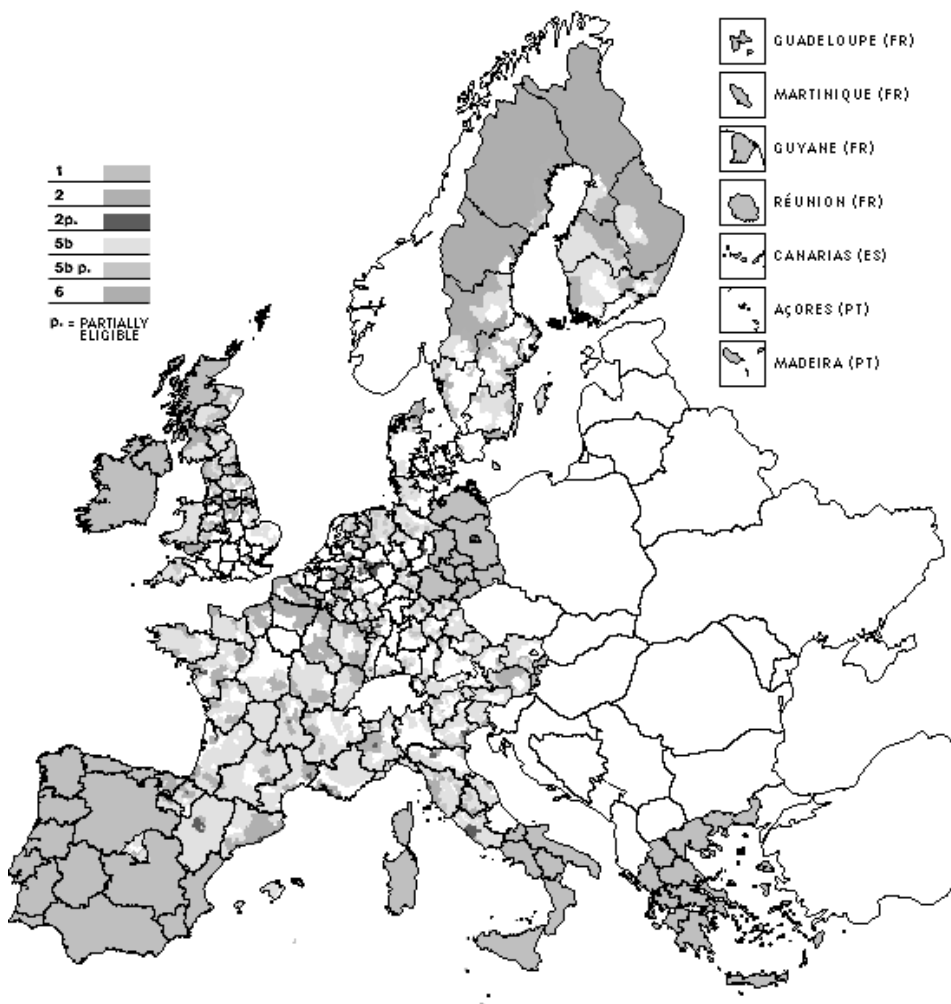 1
2
2p.
5b
5b p.
6
p. = PARTIALLY
ELIGIBLE
GUADELOUPE (FR)
MARTINIQUE (FR)
GUYANE (FR)
RÉUNION (FR)
CANARIAS (ES)
AÇORES (PT)
MADEIRA (PT)